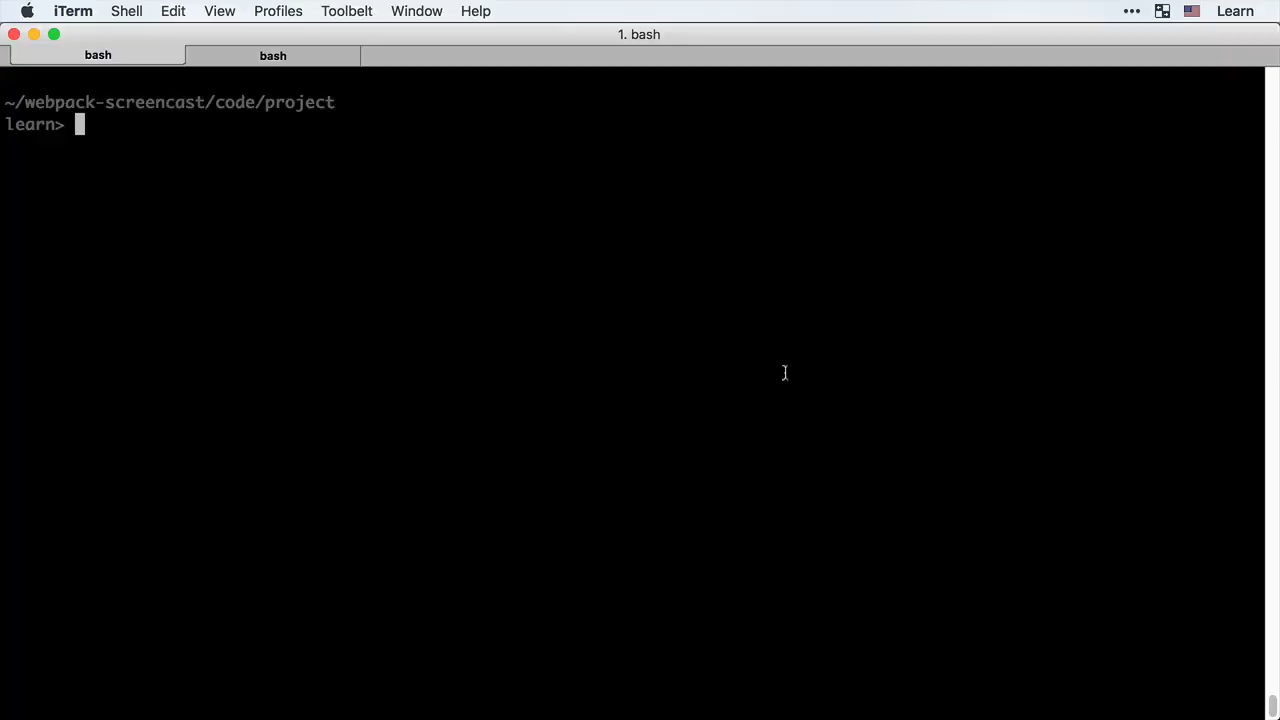 iTerm Shell Edit View Profiles Toolbelt Window Help ••• Learn
1. bash
bash bash
~/webpack-screencast/code/project
learn>